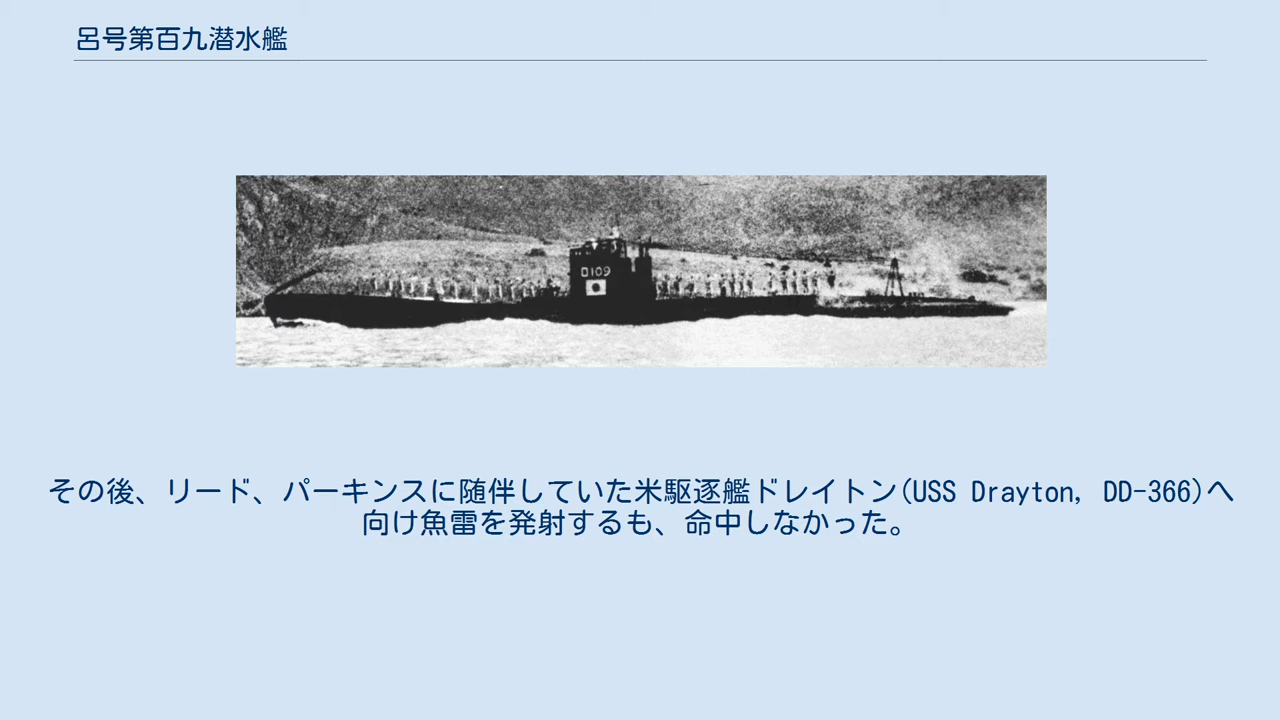 呂号第百九潜水艦
ロ109
その後、リード、パーキンスに随伴していた米駆逐艦ドレイトン(USS Drayton, DD-366)へ
向け魚雷を発射するも、命中しなかった。